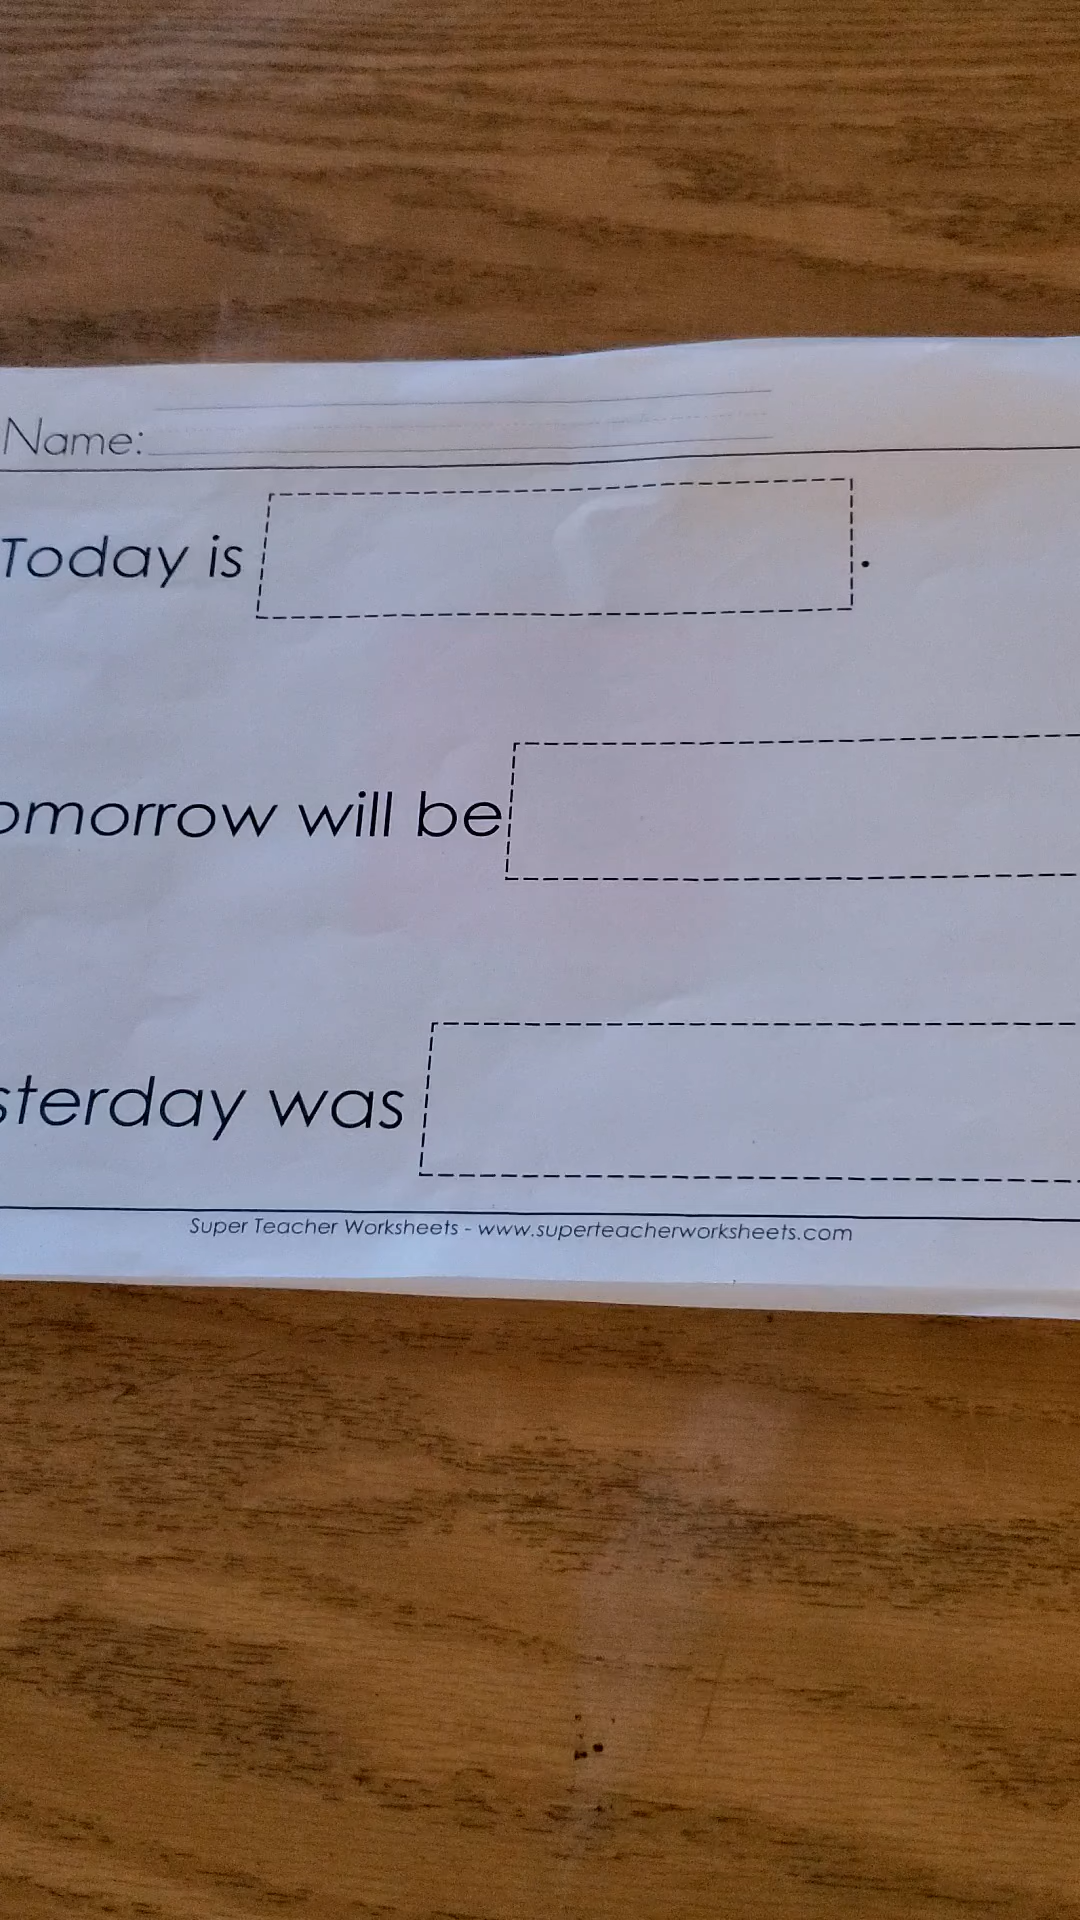 Name:
Today is .
omorrow will be
sterday was
Super Teacher Worksheets - www.superteacherworksheets.com